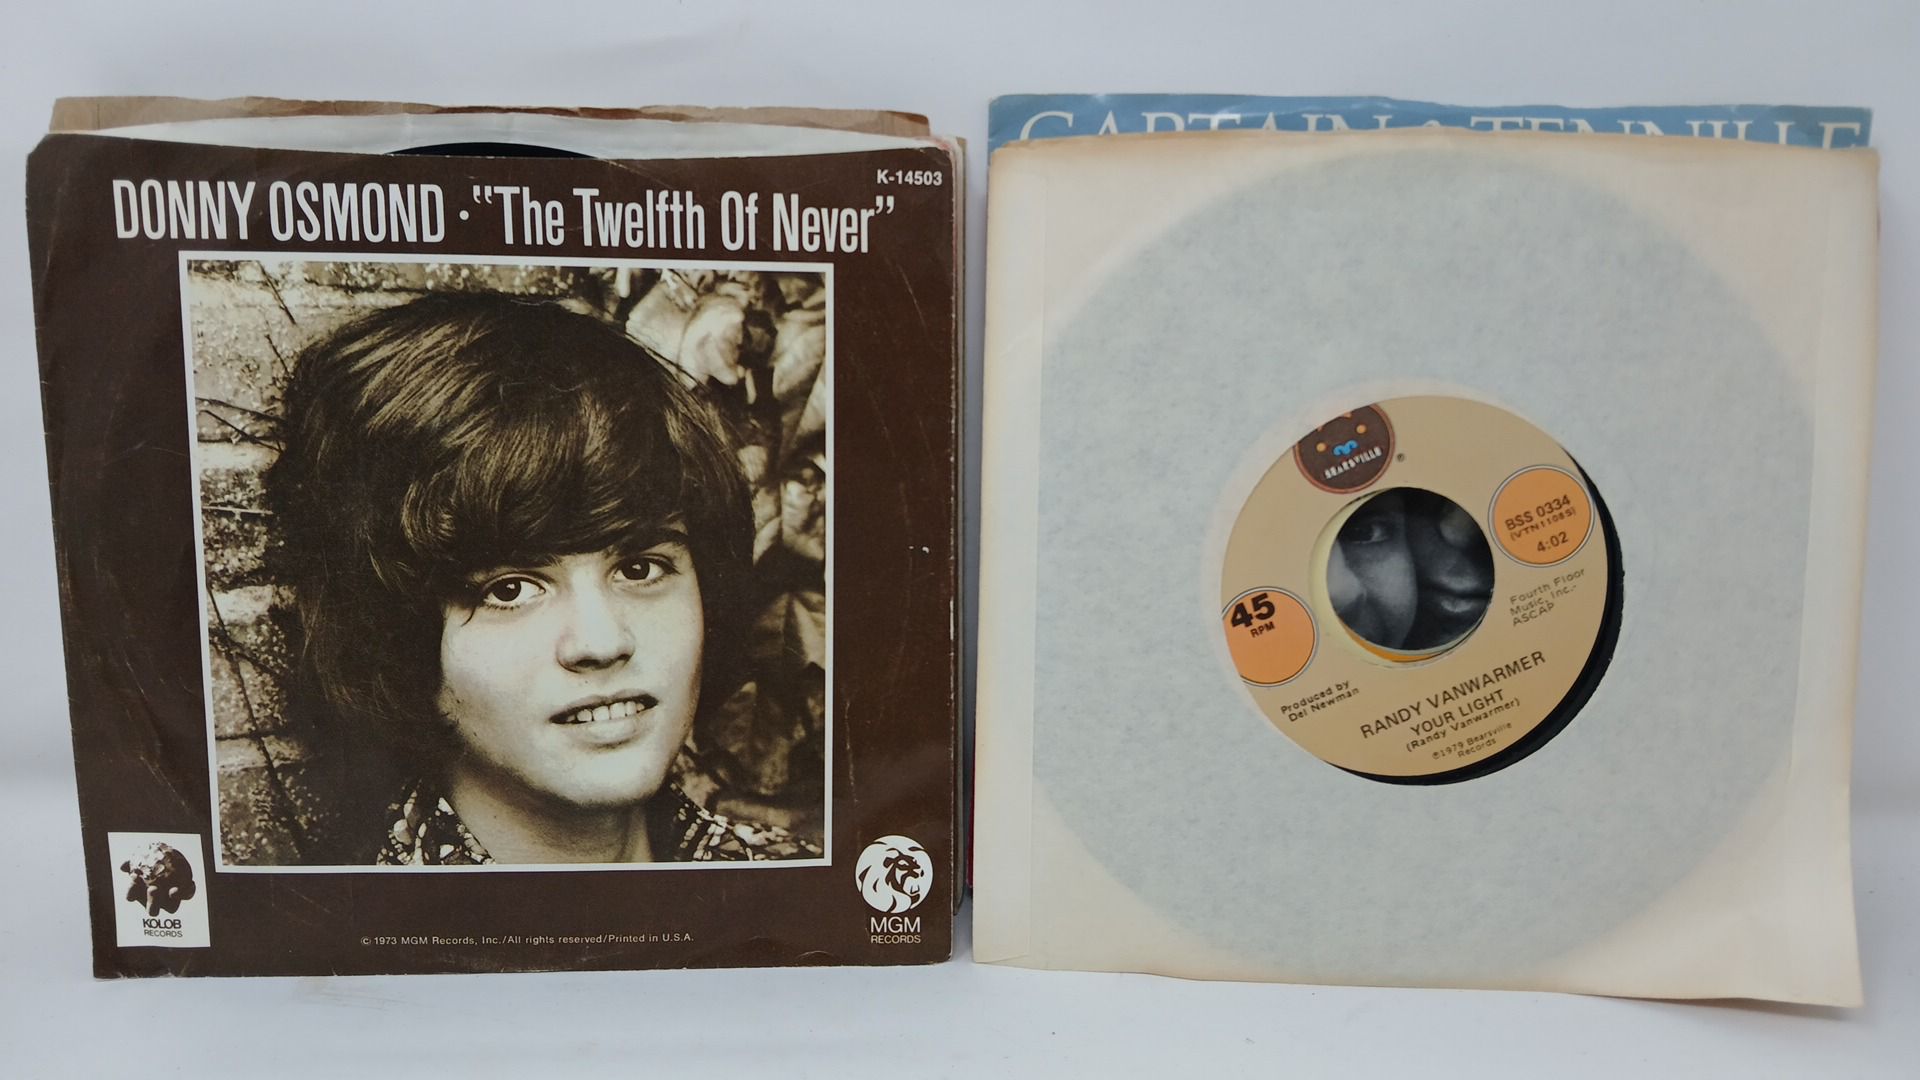 DONNY OSMOND · "The Twelfth Of Never"
K-14503
KOLOB
RECORDS
© 1973 MGM Records, Inc./All rights reserved/Printed in U.S.A.
MGM
RECORDS
CAPTAIN & TENNILLE
BEARSVILLE
®
BSS 0334
(VTN1108S)
4:02
45
RPM
Fourth Floor
Music, Inc.-
ASCAP
Produced by
Del Newman
RANDY VANWARMER
YOUR LIGHT
(Randy Vanwarmer)
℗1979 Bearsville
Records